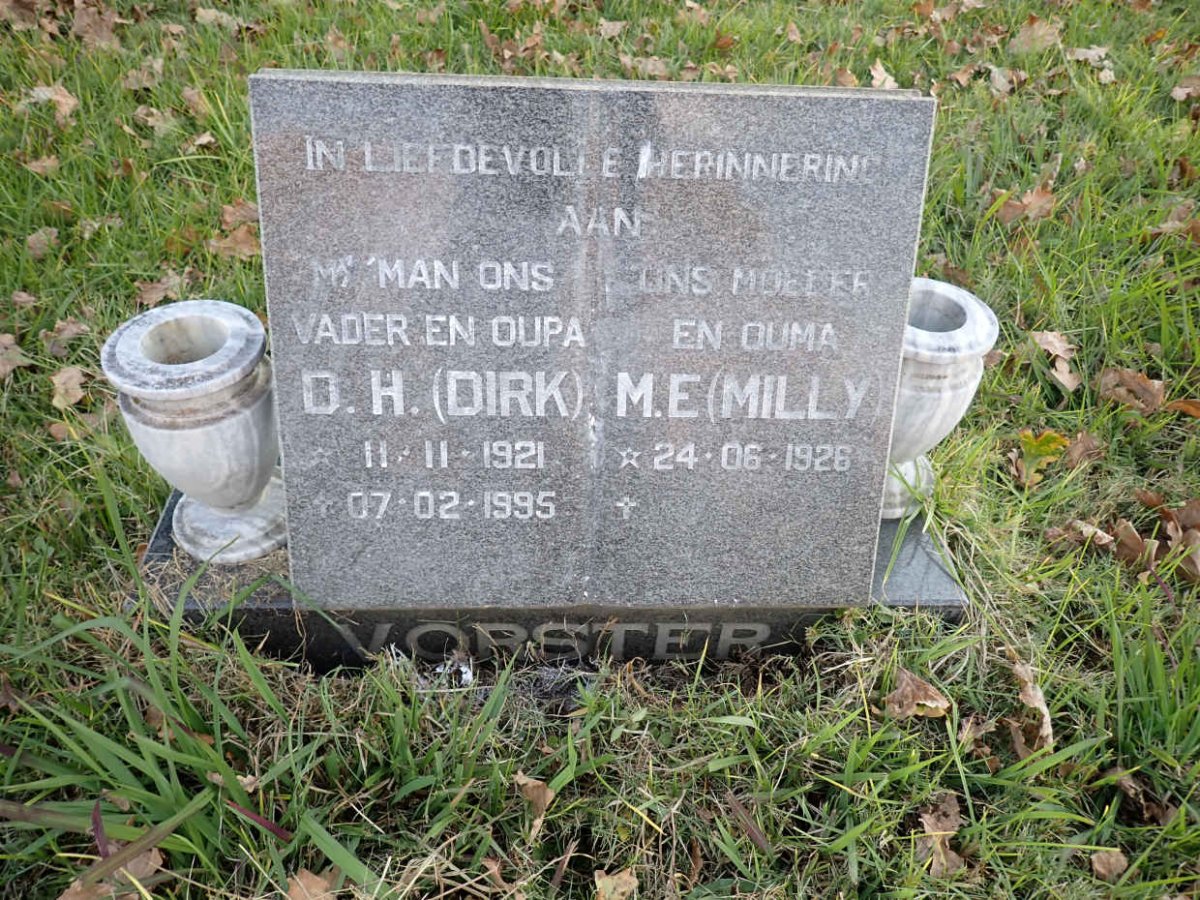 IN LIEFDEVOLLE HERINNERING
AAN
MY MAN ONS
VADER EN OUPA
D.H. (DIRK)
* 11·11·1921
✝ 07·02·1995
ONS MOEDER
EN OUMA
M.E (MILLY)
☆ 24·06·1926
✝
VORSTER